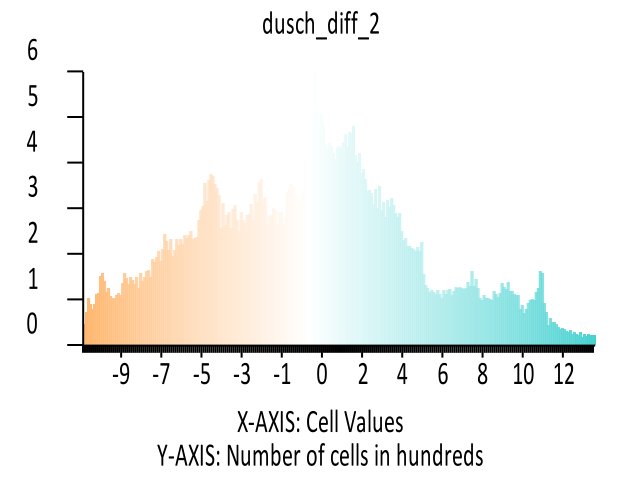 dusch_diff_2
6
5
4
3
2
1
0
-9 -7 -5 -3 -1 0 2 4 6 8 10 12
X-AXIS: Cell Values
Y-AXIS: Number of cells in hundreds